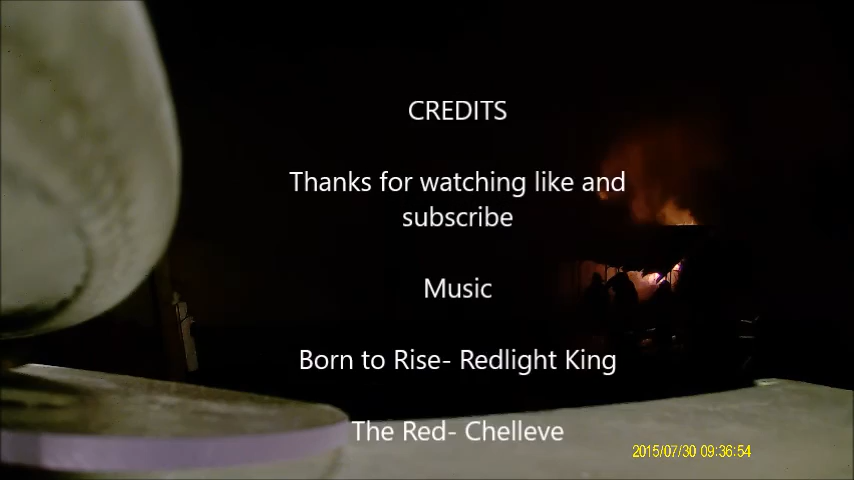 CREDITS
Thanks for watching like and
subscribe
Music
Born to Rise- Redlight King
The Red- Chelleve
2015/07/30 09:36:54